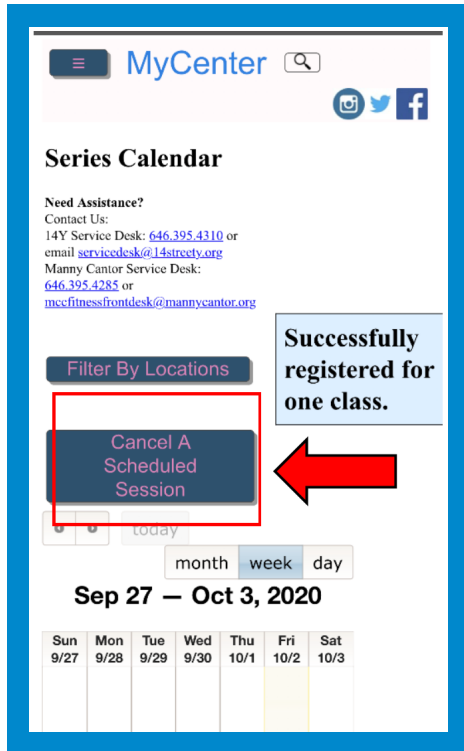 MyCenter
Series Calendar
Need Assistance?
Contact Us:
14Y Service Desk: 646.395.4310 or
email servicedesk@14streety.org
Manny Cantor Service Desk:
646.395.4285 or
mccfitnessfrontdesk@mannycantor.org
Successfully
registered for
one class.
Filter By Locations
Cancel A
Scheduled
Session
today
month week day
Sep 27 — Oct 3, 2020
Sun Mon Tue Wed Thu Fri Sat
9/27 9/28 9/29 9/30 10/1 10/2 10/3